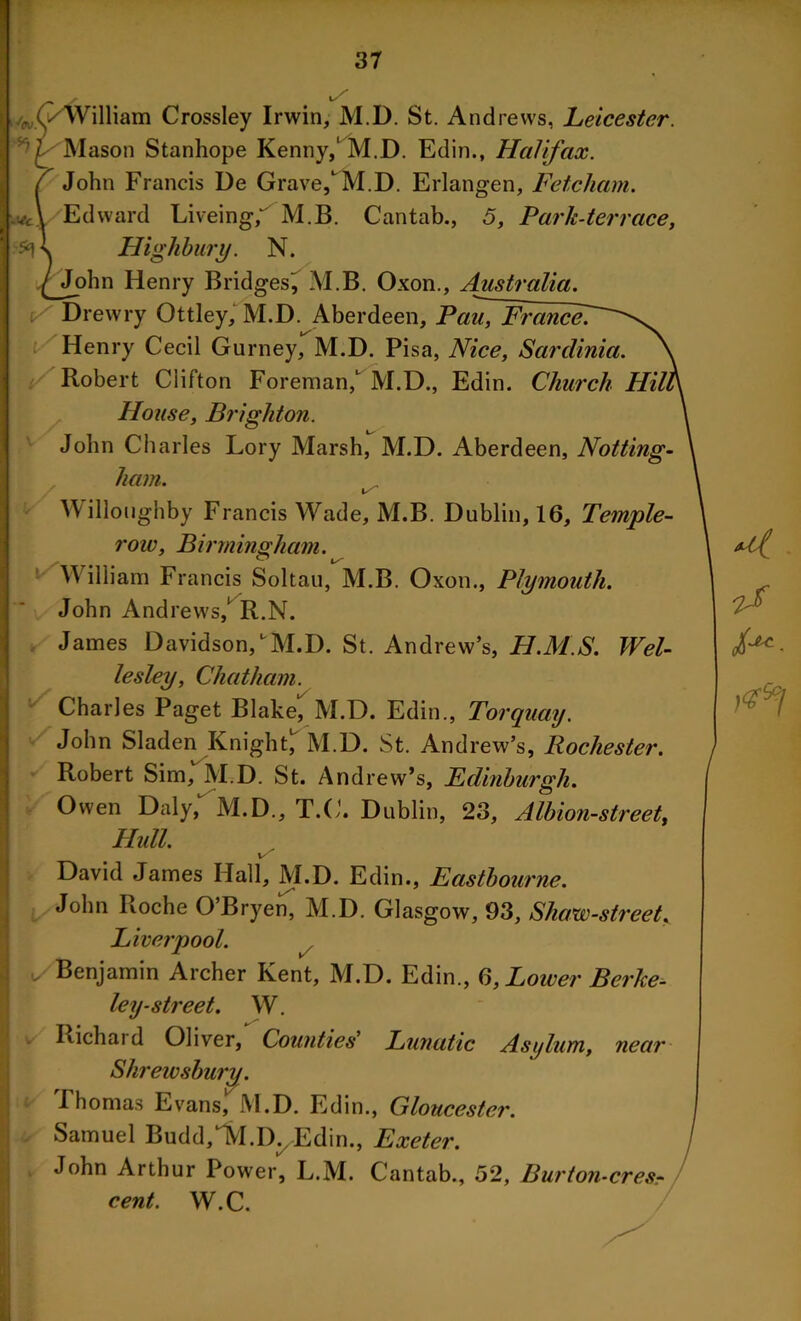 37
William Crossley Irwin, M.D. St. Andrews, Leicester.
Mason Stanhope Kenny, M.D. Edin., Halifax.
John Francis De Grave, M.D. Erlangen, Fetcham.
Edward Liveing, M.B. Cantab., 5, Park-terrace,
Highbury. N.
John Henry Bridges, M.B. Oxon., Australia.
Drewry Ottley, M.D. Aberdeen, Pau, France.
Henry Cecil Gurney, M.D. Pisa, Nice, Sardinia.
Robert Clifton Foreman, M.D., Edin. Church Hill
House, Brighton.
John Charles Lory Marsh, M.D. Aberdeen, Notting-
ham.
Willoughby Francis Wade, M.B. Dublin, 16, Temple-
row, Birmingham.
William Francis Soltau, M.B. Oxon., Plymouth.
John Andrews, R.N.
James Davidson, M.D. St. Andrew's, H.M.S. Wel-
lesley, Chatham.
Charles Paget Blake, M.D. Edin., Torquay.
John Sladen Knight, M.D. St. Andrew's, Rochester.
Robert Sim, M.D. St. Andrew's, Edinburgh.
Owen Daly, M.D., T.C. Dublin, 23, Albion-street,
Hull.
David James Hall, M.D. Edin., Eastbourne.
John Roche O'Bryen, M.D. Glasgow, 93, Shaw-street,
Liverpool.
Benjamin Archer Kent, M.D. Edin., 6, Lower Berke-
ley-street. W.
Richard Oliver, Counties' Lunatic Asylum, near
Shrewsbury.
Thomas Evans, M.D. Edin., Gloucester.
Samuel Budd, M.D. Edin., Exeter.
John Arthur Power, L.M. Cantab., 52, Burton-cres-
cent. W.C.